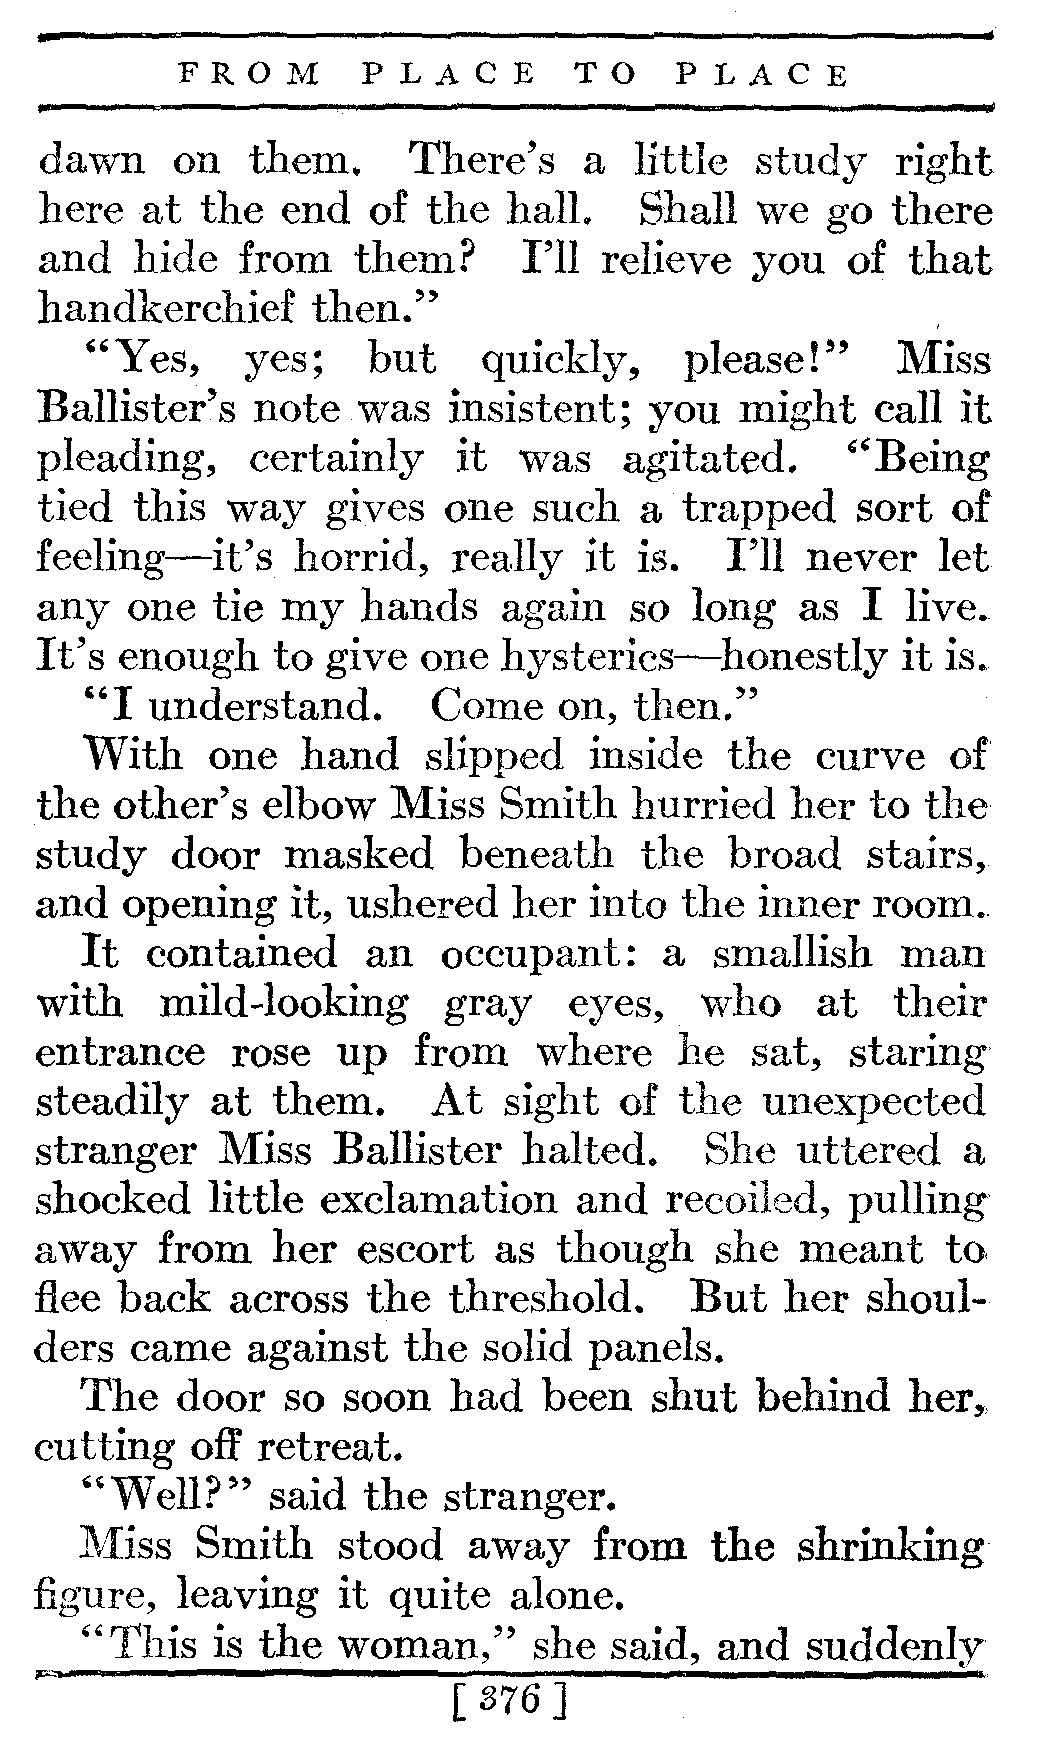 FROM PLACE TO PLACE
dawn on them. There's a little study right
here at the end of the hall. Shall we go there
and hide from them? I'll relieve you of that
handkerchief then."
"Yes, yes; but quickly, please!" Miss
Ballister's note was insistent; you might call it
pleading, certainly it was agitated. "Being
tied this way gives one such a trapped sort of
feeling—it's horrid, really it is. I'll never let
any one tie my hands again so long as I live.
It's enough to give one hysterics—honestly it is.
"I understand. Come on, then."
With one hand slipped inside the curve of
the other's elbow Miss Smith hurried her to the
study door masked beneath the broad stairs,
and opening it, ushered her into the inner room.
It contained an occupant: a smallish man
with mild-looking gray eyes, who at their
entrance rose up from where he sat, staring
steadily at them. At sight of the unexpected
stranger Miss Ballister halted. She uttered a
shocked little exclamation and recoiled, pulling
away from her escort as though she meant to
flee back across the threshold. But her shoul-
ders came against the solid panels.
The door so soon had been shut behind her,
cutting off retreat.
"Well?" said the stranger.
Miss Smith stood away from the shrinking
figure, leaving it quite alone.
"This is the woman," she said, and suddenly
[376]